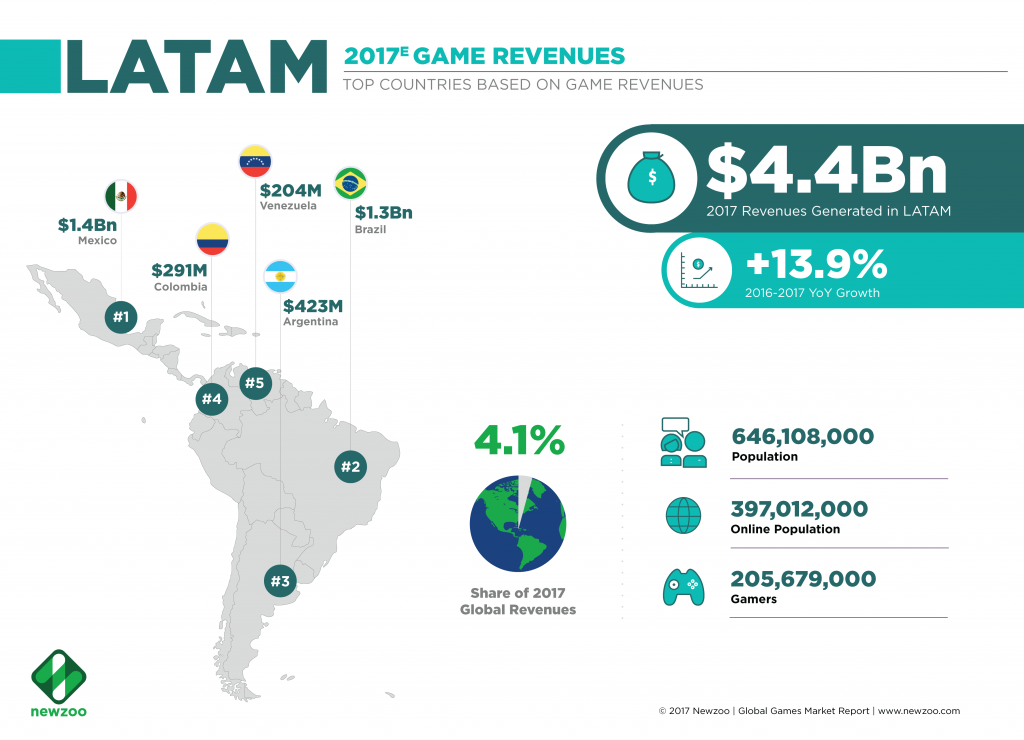 LATAM
2017E GAME REVENUES
TOP COUNTRIES BASED ON GAME REVENUES
$1.4Bn
Mexico
$291M
Colombia
$204M
Venezuela
$423M
Argentina
$1.3Bn
Brazil
#1
#4
#5
#2
#3
$
$4.4Bn
2017 Revenues Generated in LATAM
$
+13.9%
2016-2017 YoY Growth
4.1%
Share of 2017
Global Revenues
646,108,000
Population
397,012,000
Online Population
205,679,000
Gamers
newzoo
© 2017 Newzoo | Global Games Market Report | www.newzoo.com